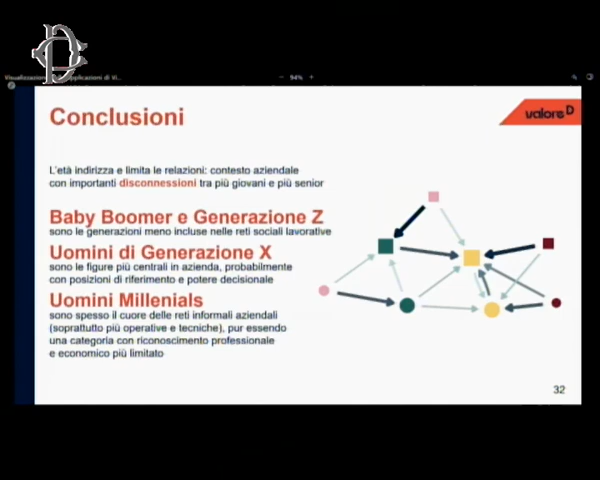 94%
Conclusioni
valore D
L'età indirizza e limita le relazioni: contesto aziendale
con importanti disconnessioni tra più giovani e più senior
Baby Boomer e Generazione Z
sono le generazioni meno incluse nelle reti sociali lavorative
Uomini di Generazione X
sono le figure più centrali in azienda, probabilmente
con posizioni di riferimento e potere decisionale
Uomini Millenials
sono spesso il cuore delle reti informali aziendali
(soprattutto più operative e tecniche), pur essendo
una categoria con riconoscimento professionale
e economico più limitato
32